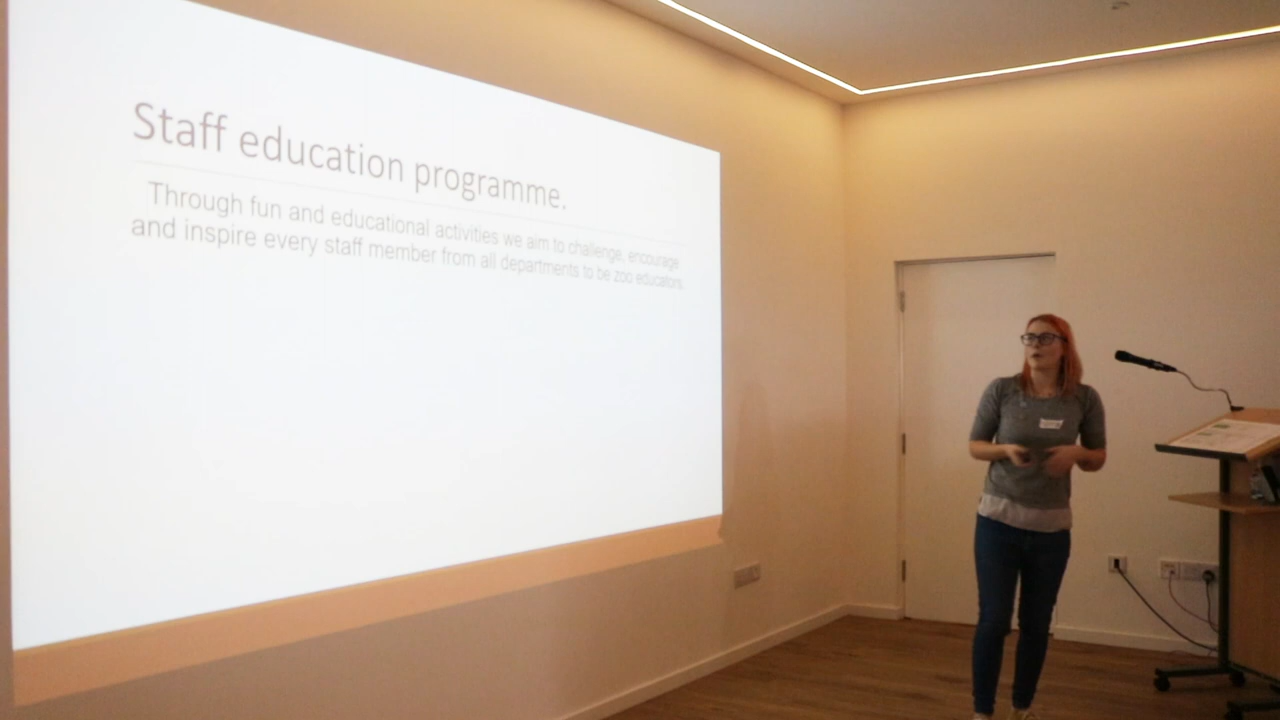 Staff education programme.
Through fun and educational activities we aim to challenge, encourage
and inspire every staff member from all departments to be zoo educators.